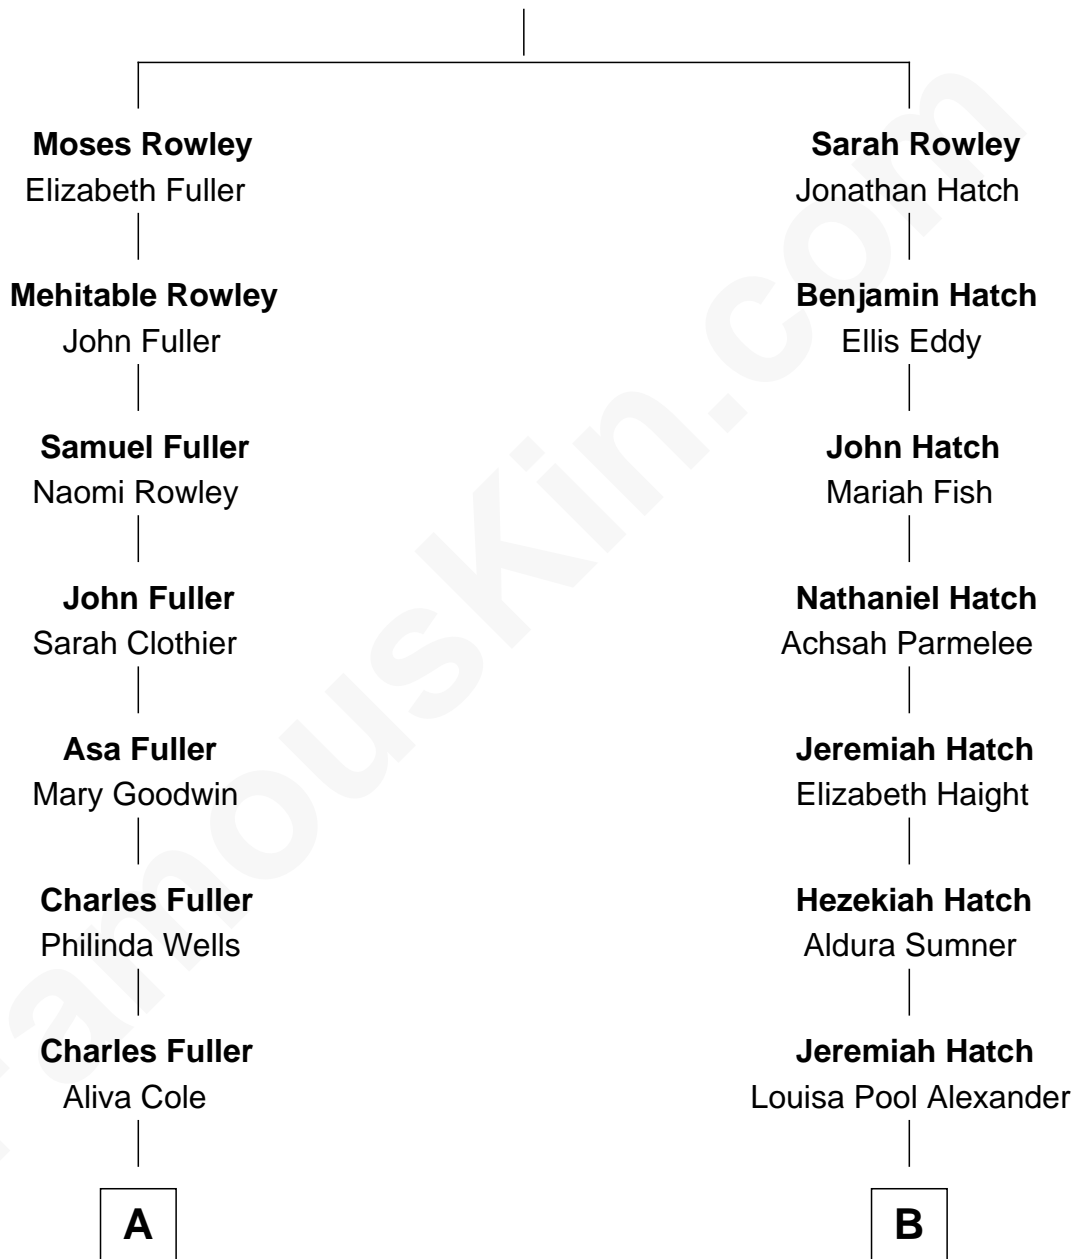 Moses Rowley
Elizabeth Fuller
Mehitable Rowley
John Fuller
Samuel Fuller
Naomi Rowley
John Fuller
Sarah Clothier
Asa Fuller
Mary Goodwin
Charles Fuller
Philinda Wells
Charles Fuller
Aliva Cole
A
Sarah Rowley
Jonathan Hatch
Benjamin Hatch
Ellis Eddy
John Hatch
Mariah Fish
Nathaniel Hatch
Achsah Parmelee
Jeremiah Hatch
Elizabeth Haight
Hezekiah Hatch
Aldura Sumner
Jeremiah Hatch
Louisa Pool Alexander
B
FamousKin.com